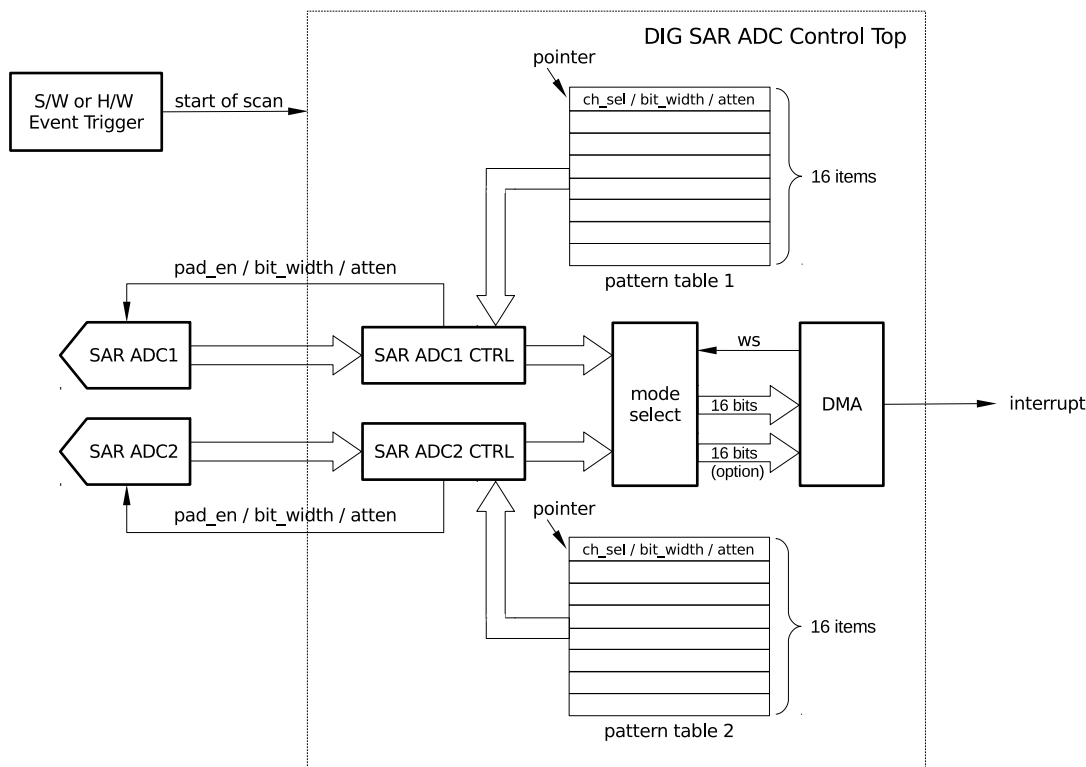 DIG SAR ADC Control Top
pointer
S/W or H/W
Event Trigger
start of scan
ch_sel / bit_width / atten
16 items
pattern table 1
pad_en / bit_width / atten
SAR ADC1
SAR ADC1 CTRL
ws
mode
select
16 bits
DMA
interrupt
SAR ADC2
SAR ADC2 CTRL
16 bits
(option)
pad_en / bit_width / atten
pointer
ch_sel / bit_width / atten
16 items
pattern table 2